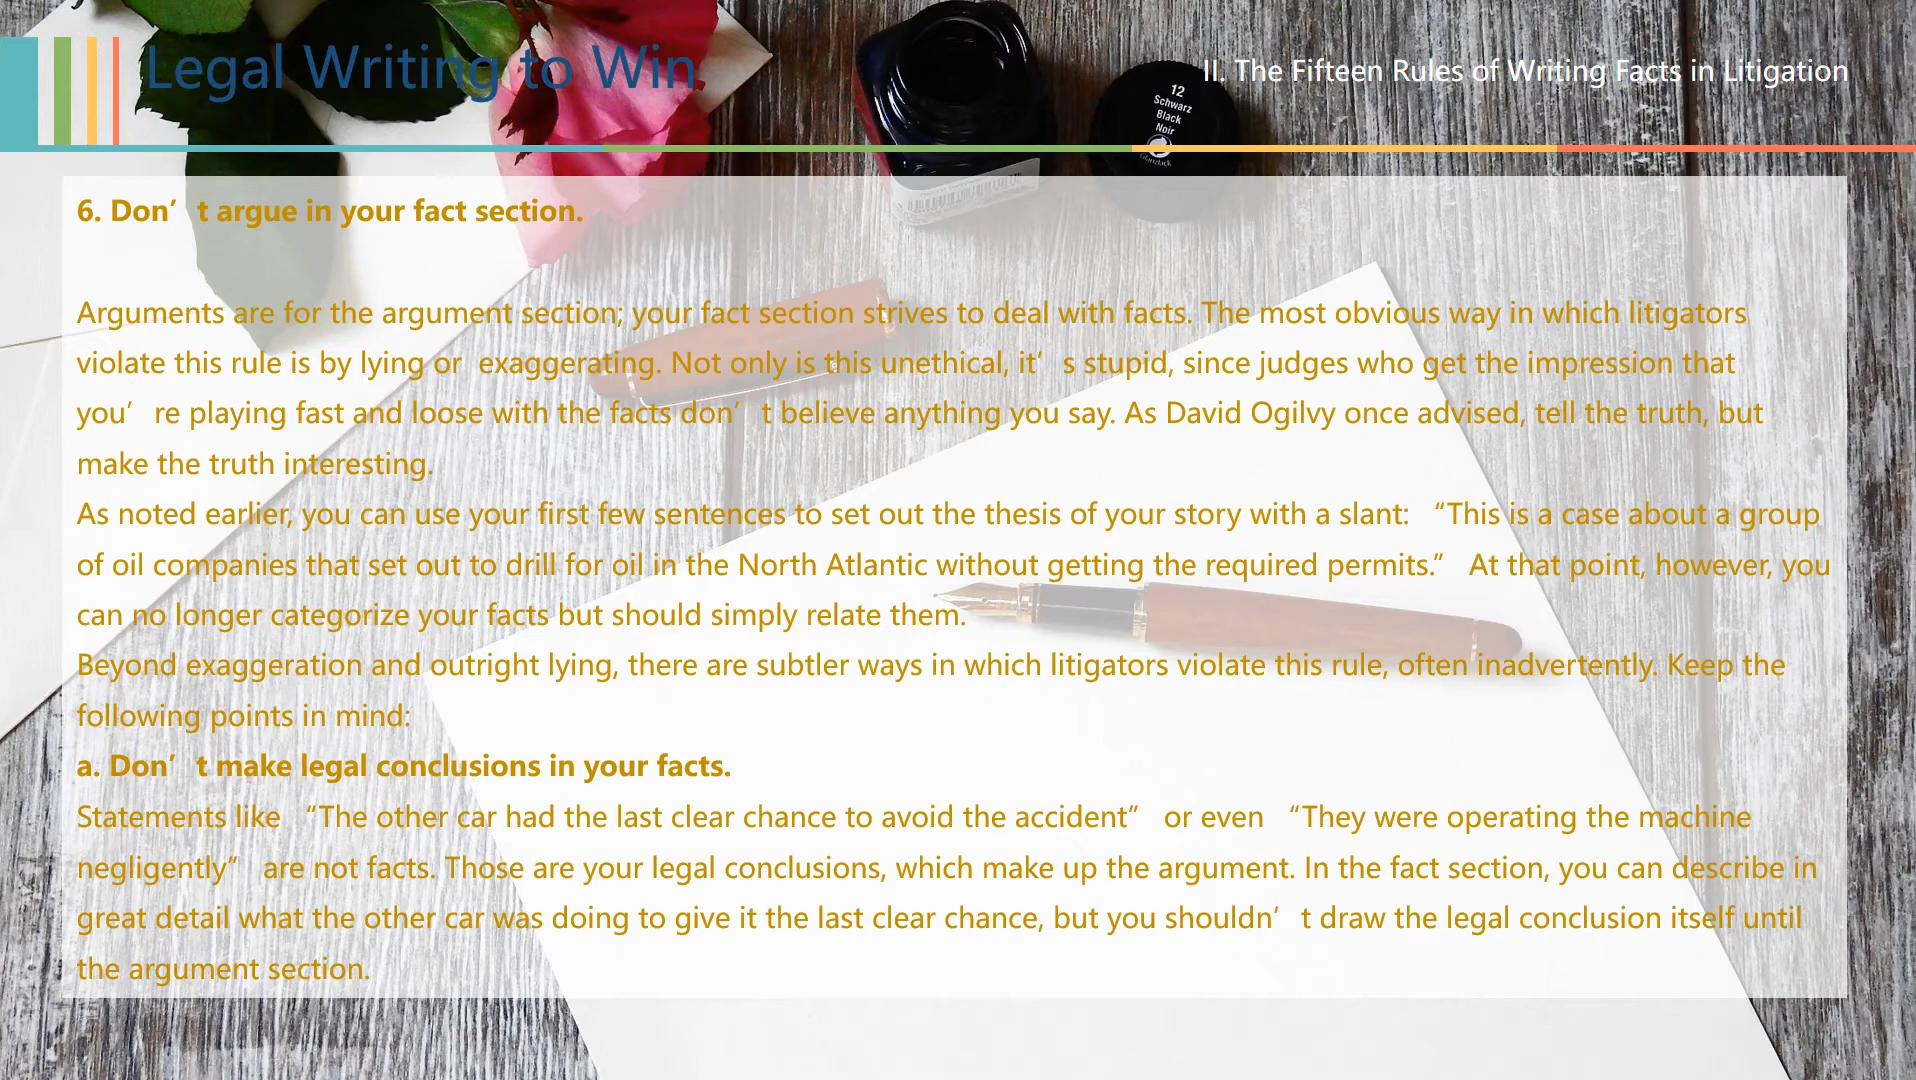 Legal Writing to Win
II. The Fifteen Rules of Writing Facts in Litigation
12
Schwarz
Black
Noir
6. Don’t argue in your fact section.
Arguments are for the argument section; your fact section strives to deal with facts. The most obvious way in which litigators
violate this rule is by lying or exaggerating. Not only is this unethical, it‘s stupid, since judges who get the impression that
you’re playing fast and loose with the facts don’t believe anything you say. As David Ogilvy once advised, tell the truth, but
make the truth interesting.
As noted earlier, you can use your first few sentences to set out the thesis of your story with a slant: “This is a case about a group
of oil companies that set out to drill for oil in the North Atlantic without getting the required permits.” At that point, however, you
can no longer categorize your facts but should simply relate them.
Beyond exaggeration and outright lying, there are subtler ways in which litigators violate this rule, often inadvertently. Keep the
following points in mind:
a. Don’t make legal conclusions in your facts.
Statements like “The other car had the last clear chance to avoid the accident” or even “They were operating the machine
negligently” are not facts. Those are your legal conclusions, which make up the argument. In the fact section, you can describe in
great detail what the other car was doing to give it the last clear chance, but you shouldn’t draw the legal conclusion itself until
the argument section.